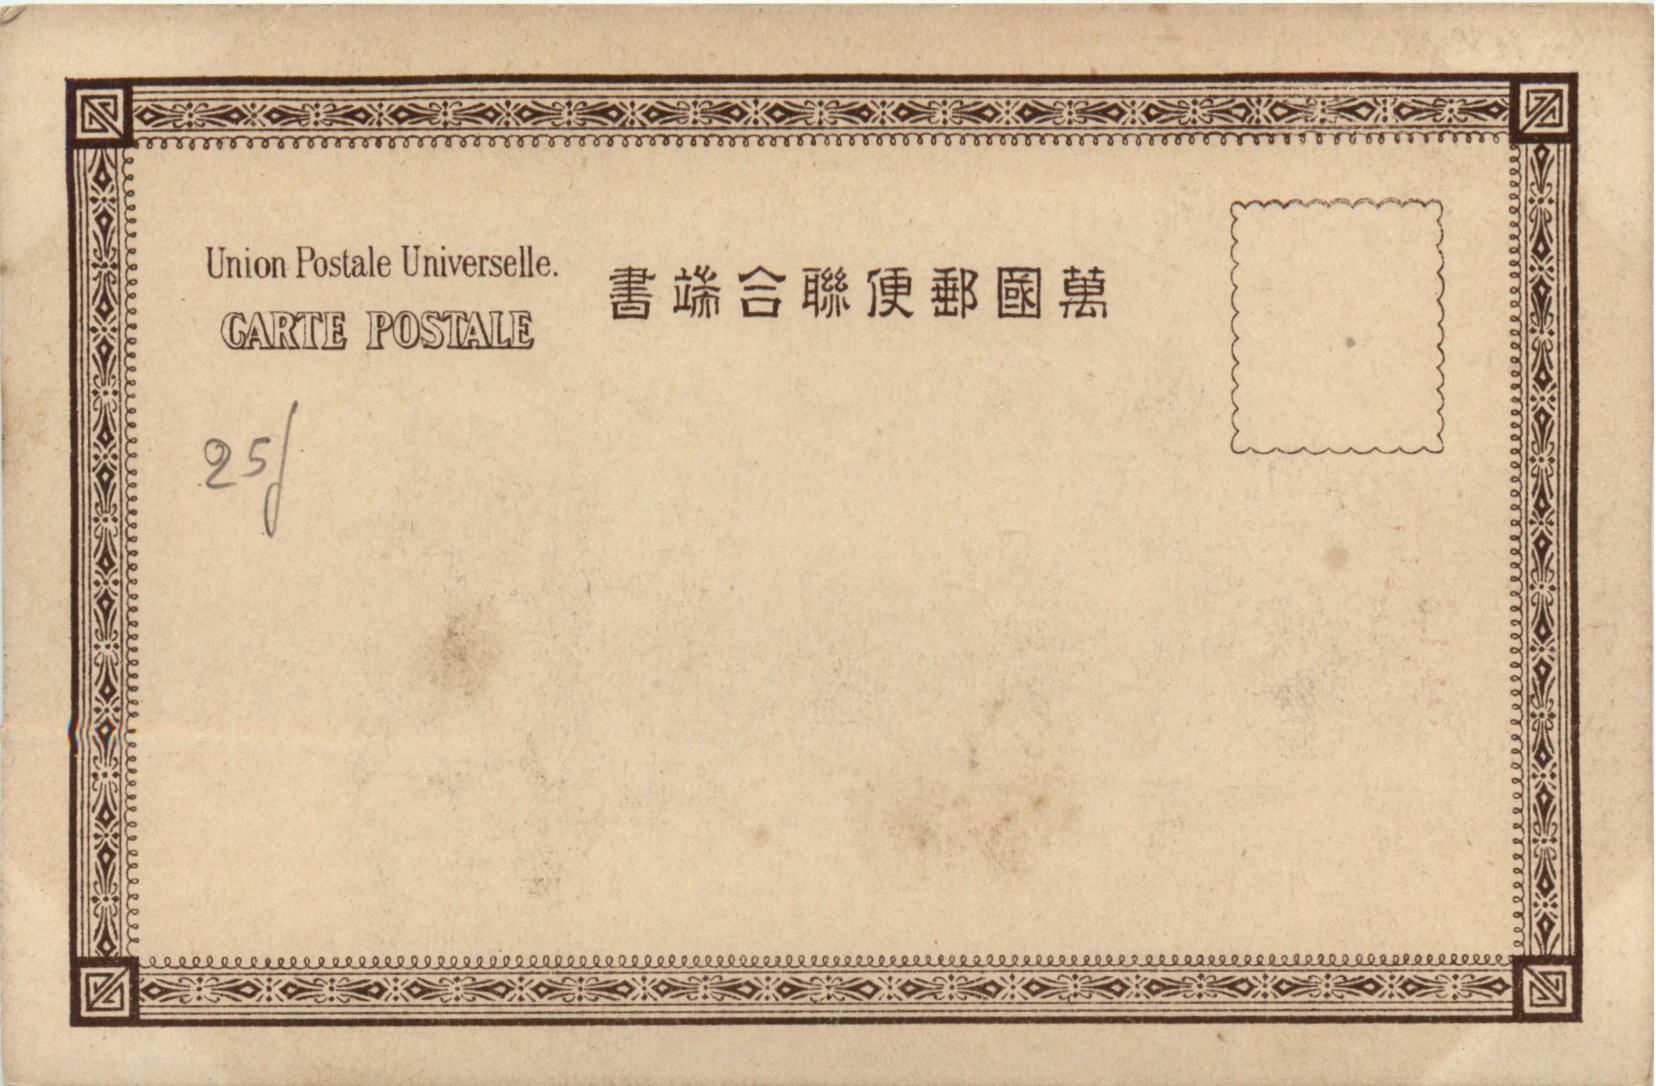 Union Postale Universelle.
CARTE POSTALE
萬國郵便聯合端書
25/